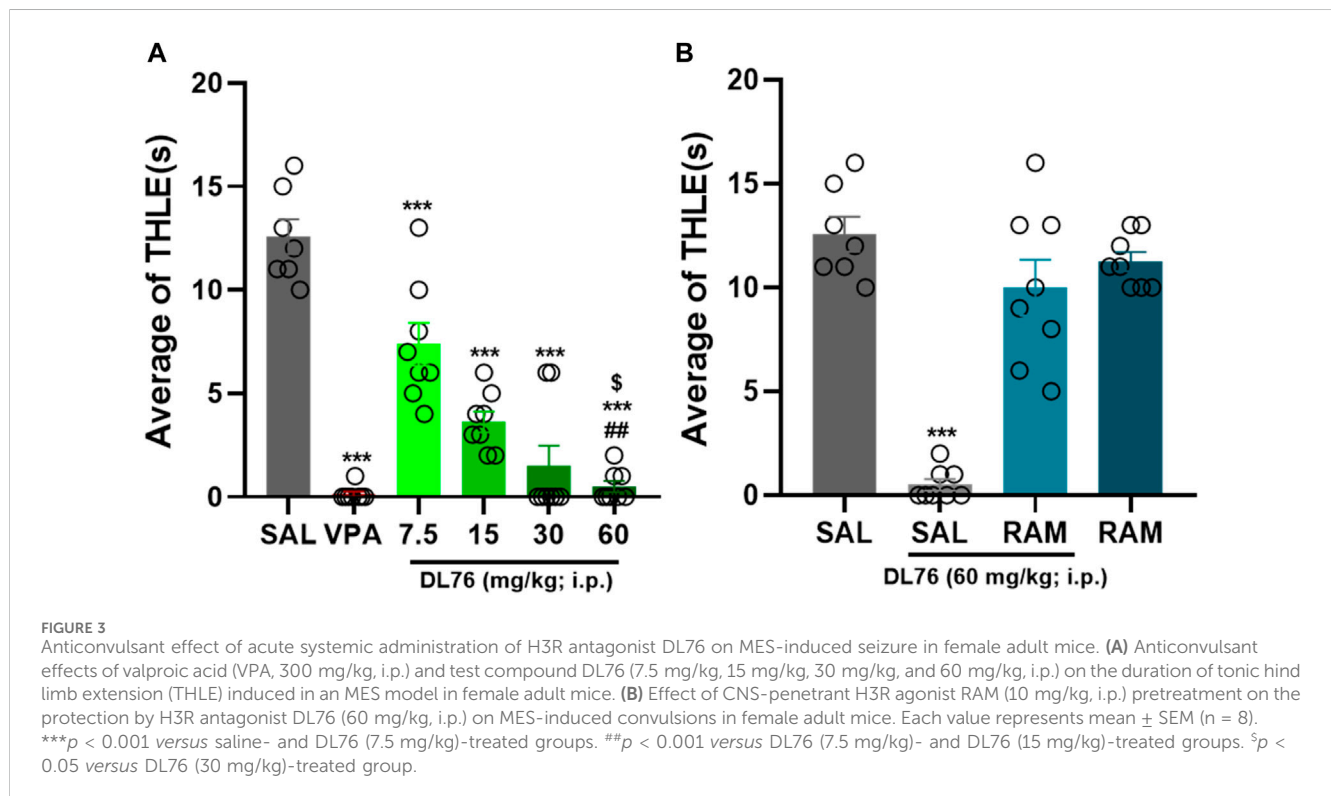 A
Average of THLE(s)
20
15
10
5
0
***
***
***
***
$
***
##
SAL VPA 7.5 15 30 60
DL76 (mg/kg; i.p.)
B
Average of THLE(s)
20
15
10
5
0
***
SAL SAL RAM RAM
DL76 (60 mg/kg; i.p.)
FIGURE 3
Anticonvulsant effect of acute systemic administration of H3R antagonist DL76 on MES-induced seizure in female adult mice. (A) Anticonvulsant
effects of valproic acid (VPA, 300 mg/kg, i.p.) and test compound DL76 (7.5 mg/kg, 15 mg/kg, 30 mg/kg, and 60 mg/kg, i.p.) on the duration of tonic hind
limb extension (THLE) induced in an MES model in female adult mice. (B) Effect of CNS-penetrant H3R agonist RAM (10 mg/kg, i.p.) pretreatment on the
protection by H3R antagonist DL76 (60 mg/kg, i.p.) on MES-induced convulsions in female adult mice. Each value represents mean ± SEM (n = 8).
***p < 0.001 versus saline- and DL76 (7.5 mg/kg)-treated groups. ##p < 0.001 versus DL76 (7.5 mg/kg)- and DL76 (15 mg/kg)-treated groups. $p <
0.05 versus DL76 (30 mg/kg)-treated group.